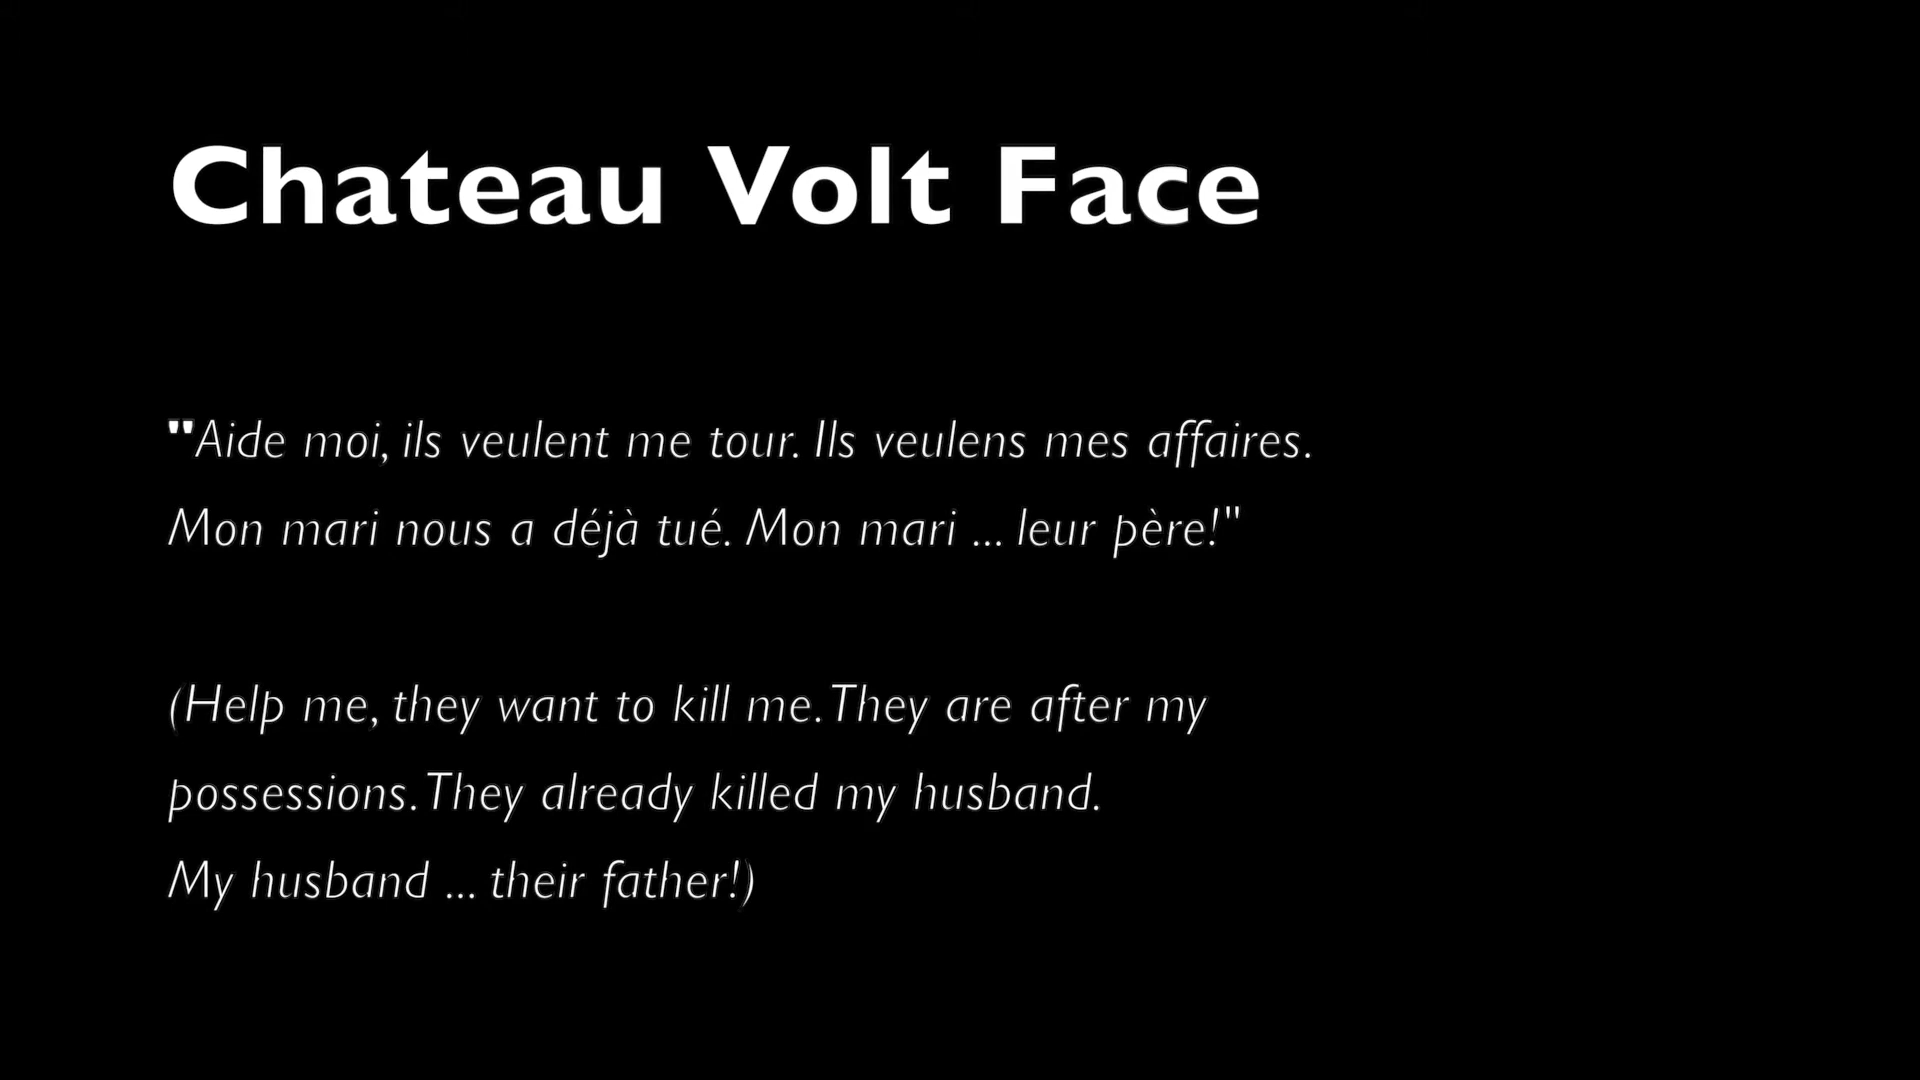 Chateau Volt Face
"Aide moi, ils veulent me tour. Ils veulens mes affaires.
Mon mari nous a déjà tué. Mon mari ... leur père!"
(Help me, they want to kill me. They are after my
possessions. They already killed my husband.
My husband ... their father!)